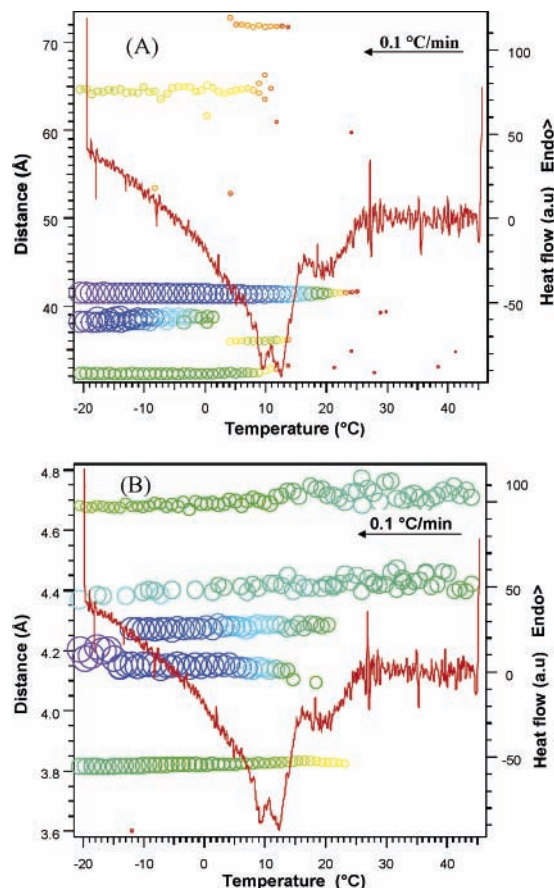 (A)
0.1 °C/min
70
60
50
40
Distance (Å)
100
50
0
-50
Heat flow (a.u) Endo>
-20 -10 0 10 20 30 40
Temperature (°C)
(B)
0.1 °C/min
4.8
4.6
4.4
4.2
4.0
3.8
3.6
Distance (Å)
100
50
0
-50
Heat flow (a.u) Endo>
-20 -10 0 10 20 30 40
Temperature (°C)